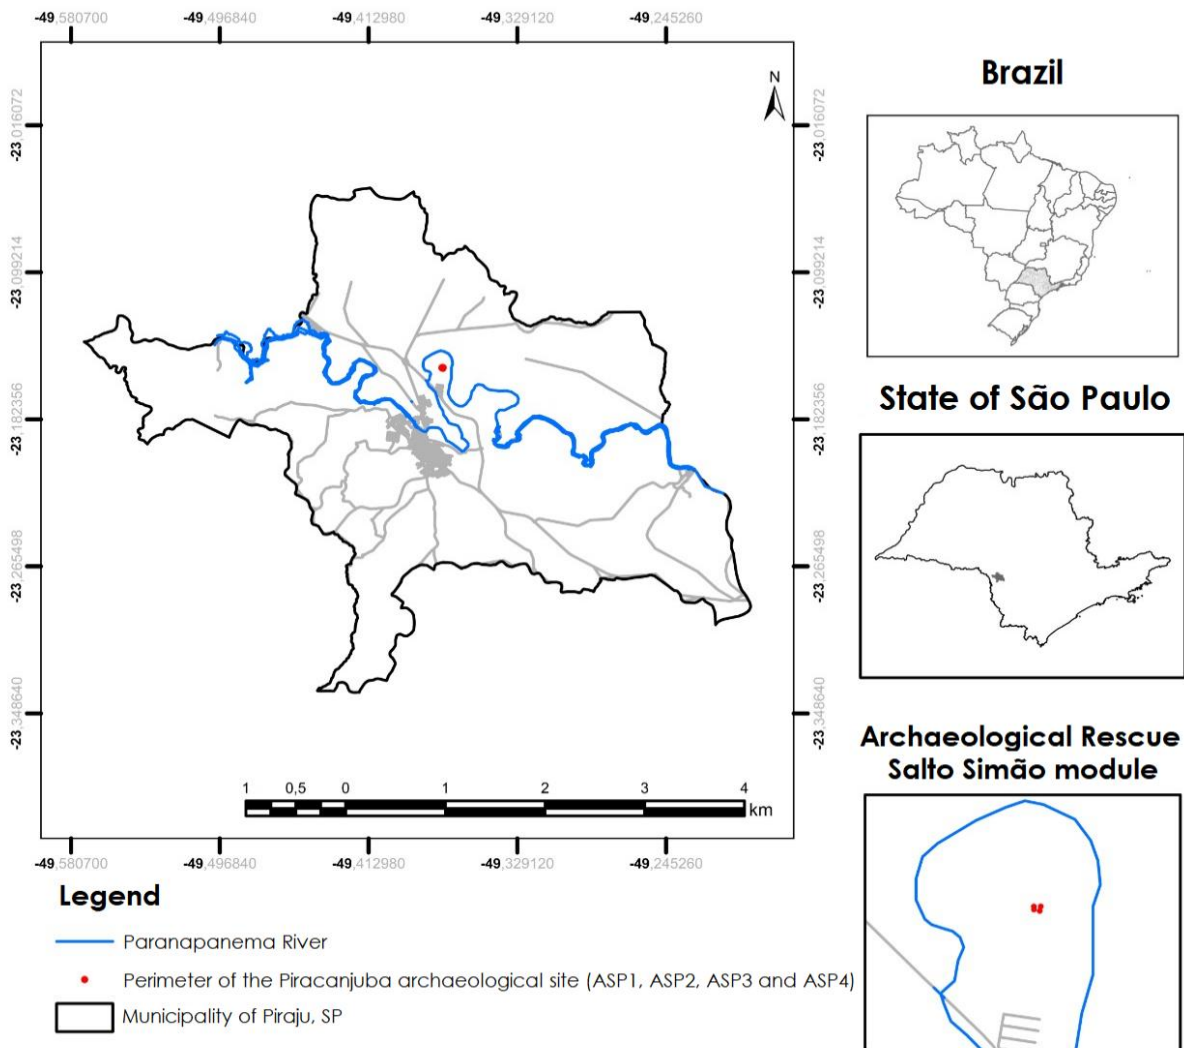 -49,580700 -49,496840 -49,412980 -49,329120 -49,245260
-23,016072
-23,099214
-23,182356
-23,265498
-23,348640
N
-23,016072
-23,099214
-23,182356
-23,265498
-23,348640
1 0,5 0 1 2 3 4
km
-49,580700 -49,496840 -49,412980 -49,329120 -49,245260
Legend
Paranapanema River
Perimeter of the Piracanjuba archaeological site (ASP1, ASP2, ASP3 and ASP4)
Municipality of Piraju, SP
Brazil
State of São Paulo
Archaeological Rescue
Salto Simão module